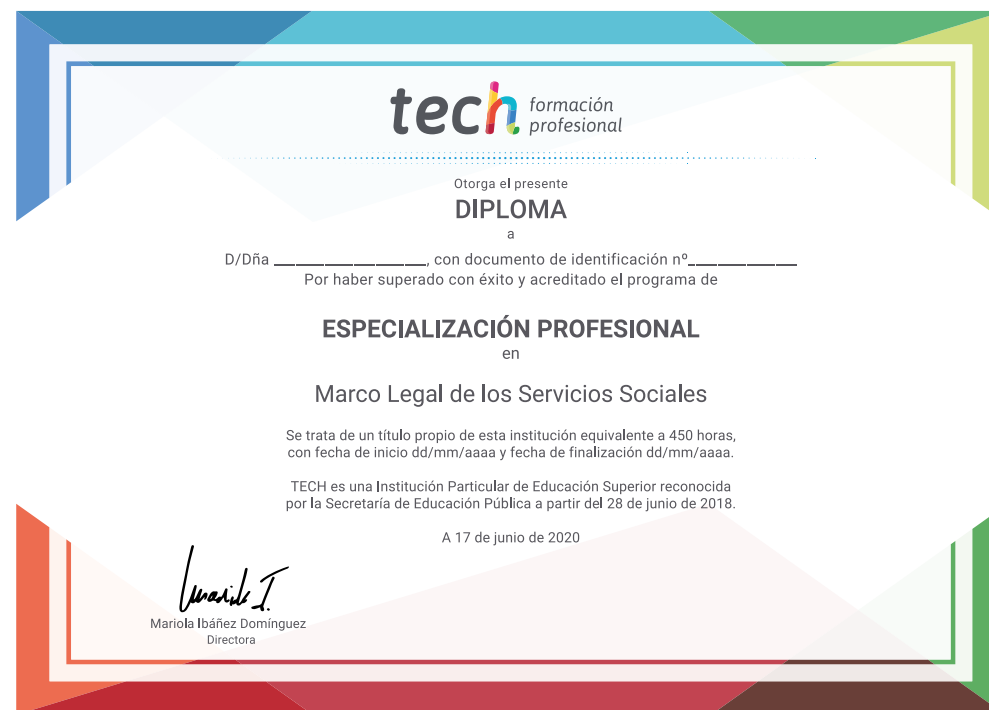 tech formación
profesional
Otorga el presente
DIPLOMA
a
D/Dña ______________, con documento de identificación nº__________
Por haber superado con éxito y acreditado el programa de
ESPECIALIZACIÓN PROFESIONAL
en
Marco Legal de los Servicios Sociales
Se trata de un título propio de esta institución equivalente a 450 horas,
con fecha de inicio dd/mm/aaaa y fecha de finalización dd/mm/aaaa.
TECH es una Institución Particular de Educación Superior reconocida
por la Secretaría de Educación Pública a partir del 28 de junio de 2018.
A 17 de junio de 2020
Mariola Ibáñez Domínguez
Directora